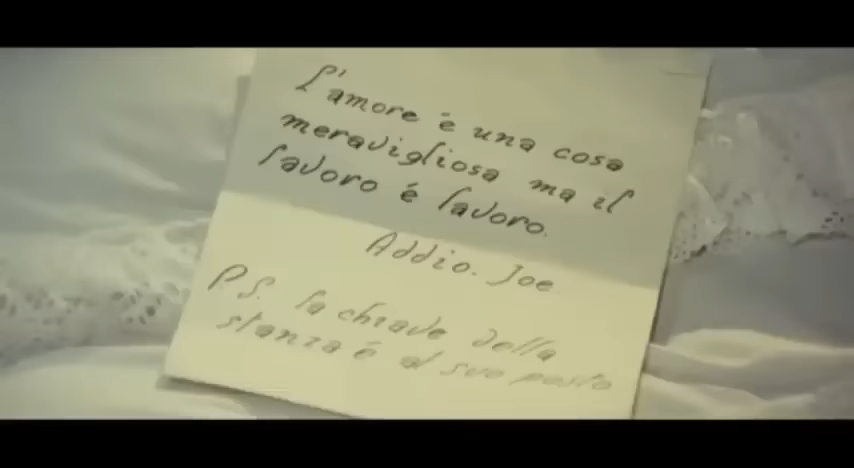 L'amore è una cosa
meravigliosa ma il
lavoro è lavoro.
Addio. Joe
P.S. la chiave della
stanza è al suo posto